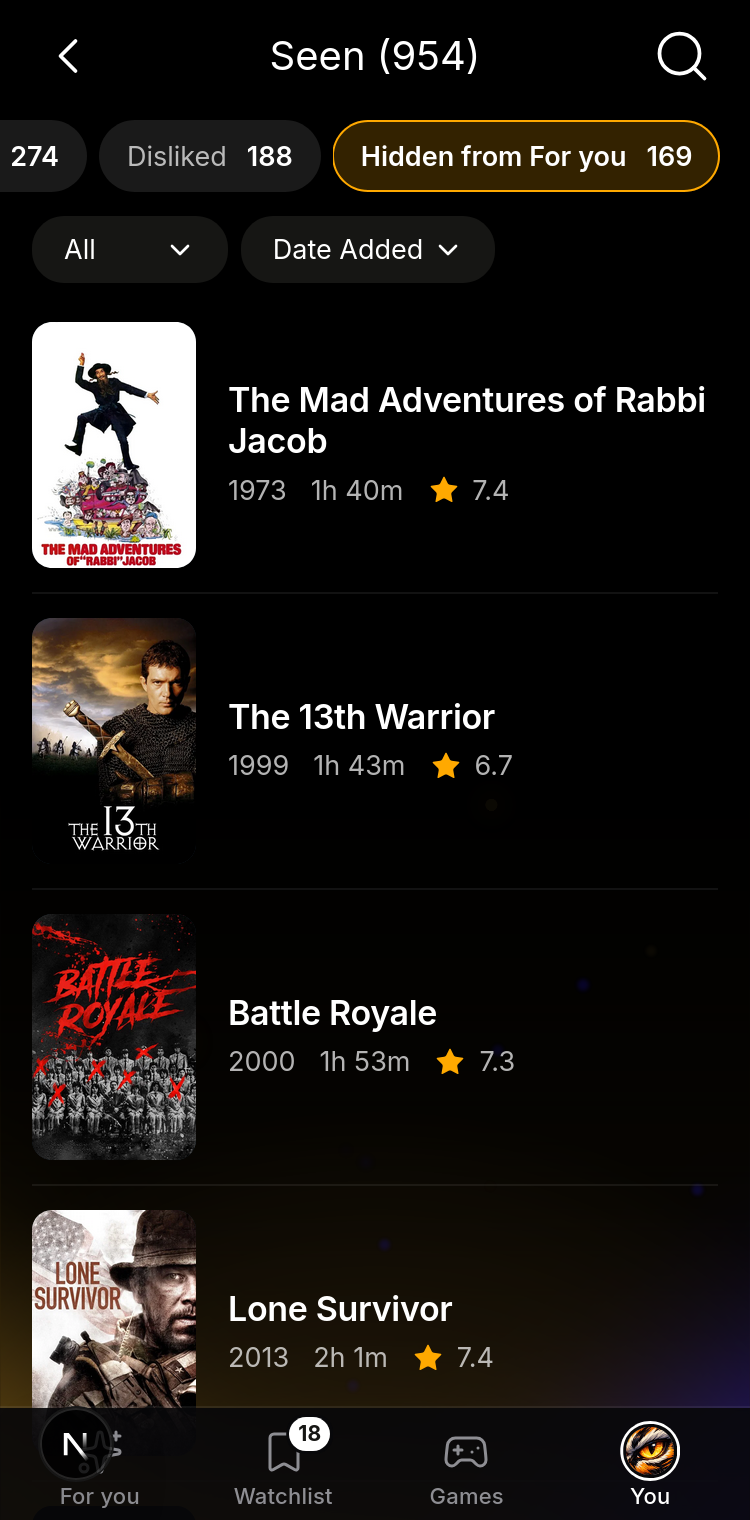 Seen (954)
274
Disliked 188
Hidden from For you 169
All
Date Added
THE MAD ADVENTURES
OF "RABBI" JACOB
The Mad Adventures of Rabbi
Jacob
1973 1h 40m 7.4
THE 13TH
WARRIOR
The 13th Warrior
1999 1h 43m 6.7
BATTLE
ROYALE
Battle Royale
2000 1h 53m 7.3
LONE
SURVIVOR
Lone Survivor
2013 2h 1m 7.4
N
18
For you
Watchlist
Games
You